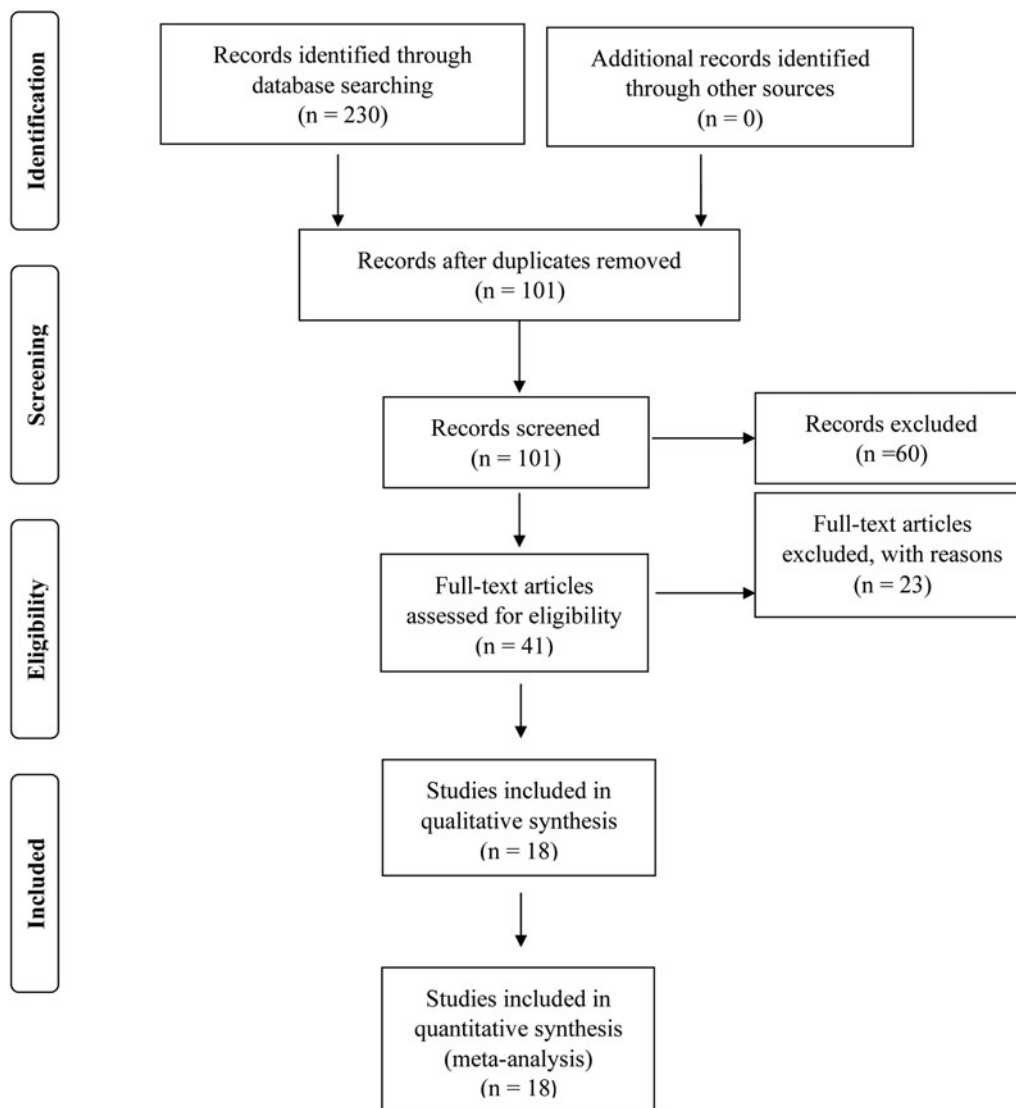 Identification
Records identified through
database searching
(n = 230)
Additional records identified
through other sources
(n = 0)
Records after duplicates removed
(n = 101)
Screening
Records screened
(n = 101)
Records excluded
(n =60)
Eligibility
Full-text articles
assessed for eligibility
(n = 41)
Full-text articles
excluded, with reasons
(n = 23)
Included
Studies included in
qualitative synthesis
(n = 18)
Studies included in
quantitative synthesis
(meta-analysis)
(n = 18)